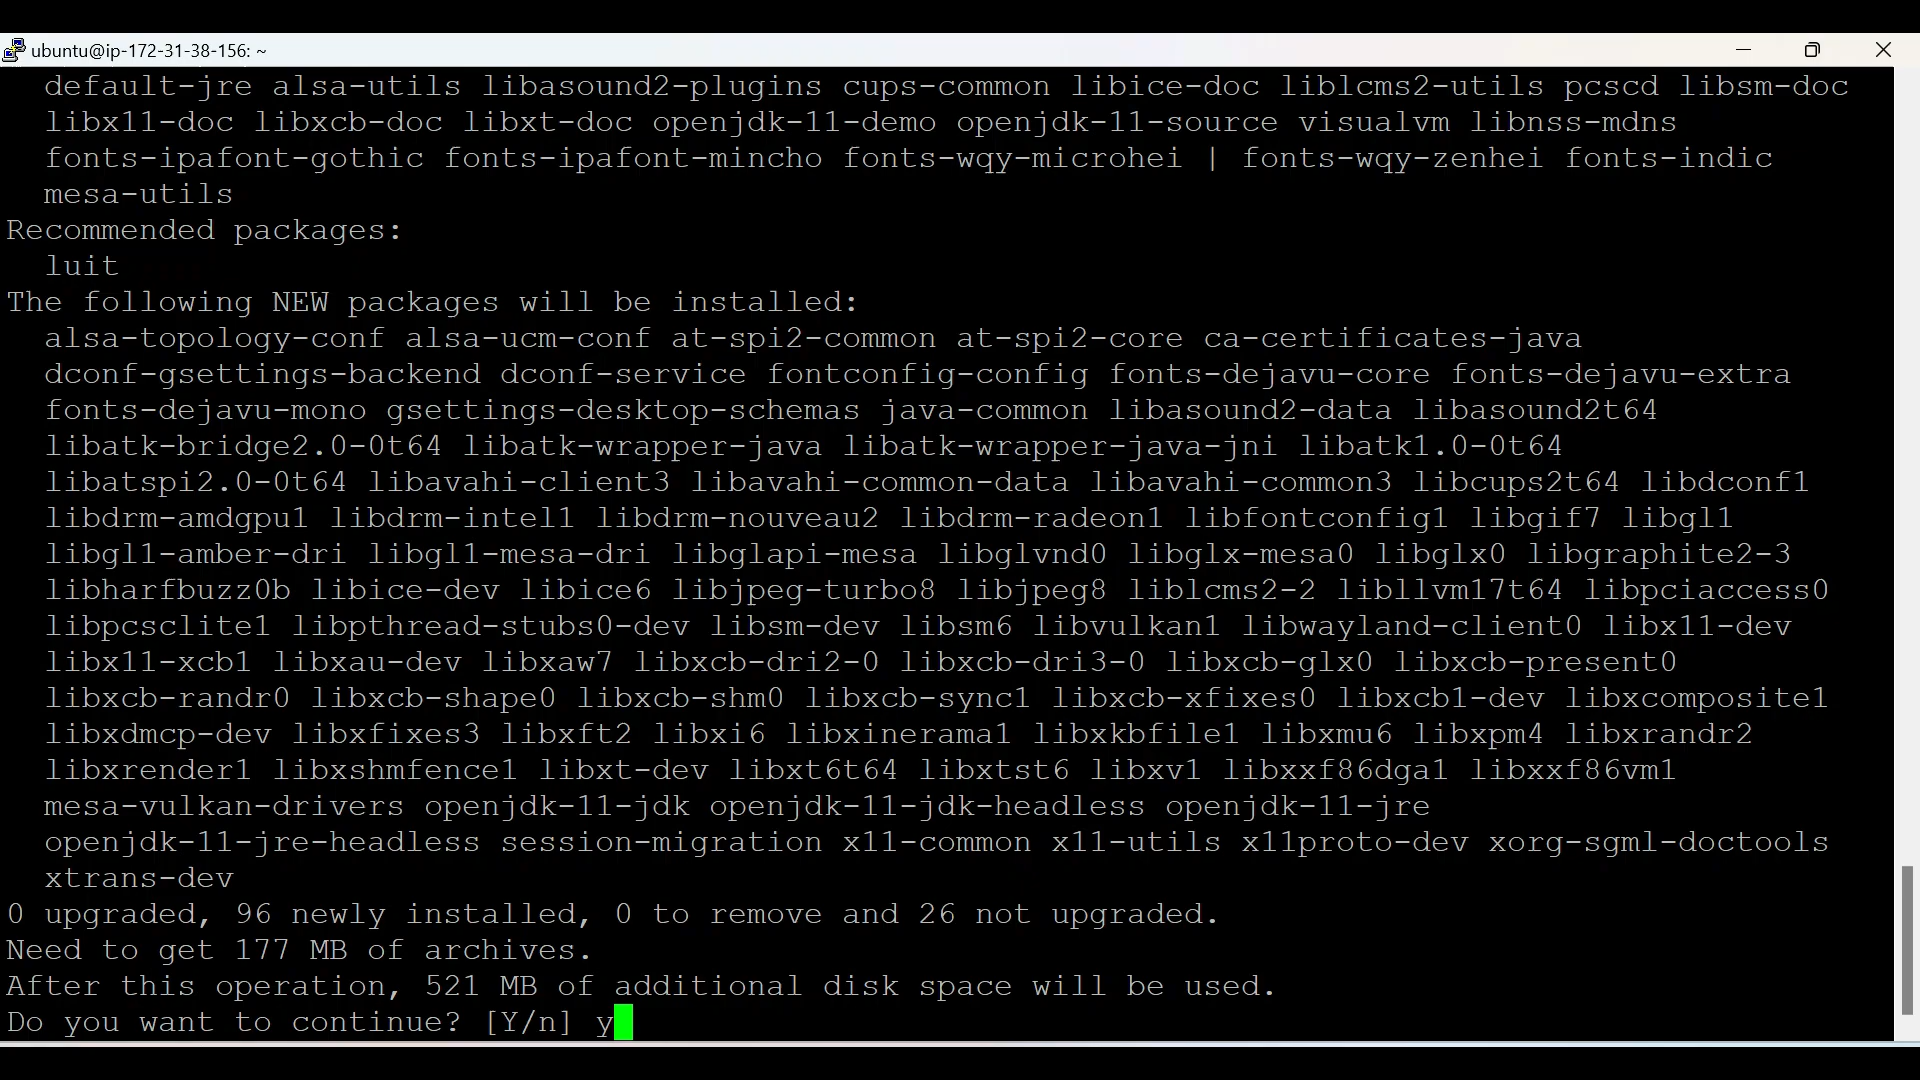 ubuntu@ip-172-31-38-156: ~
default-jre alsa-utils libasound2-plugins cups-common libice-doc liblcms2-utils pcscd libsm-doc
libx11-doc libxcb-doc libxt-doc openjdk-11-demo openjdk-11-source visualvm libnss-mdns
fonts-ipafont-gothic fonts-ipafont-mincho fonts-wqy-microhei | fonts-wqy-zenhei fonts-indic
mesa-utils
Recommended packages:
luit
The following NEW packages will be installed:
alsa-topology-conf alsa-ucm-conf at-spi2-common at-spi2-core ca-certificates-java
dconf-gsettings-backend dconf-service fontconfig-config fonts-dejavu-core fonts-dejavu-extra
fonts-dejavu-mono gsettings-desktop-schemas java-common libasound2-data libasound2t64
libatk-bridge2.0-0t64 libatk-wrapper-java libatk-wrapper-java-jni libatk1.0-0t64
libatspi2.0-0t64 libavahi-client3 libavahi-common-data libavahi-common3 libcups2t64 libdconf1
libdrm-amdgpu1 libdrm-intel1 libdrm-nouveau2 libdrm-radeon1 libfontconfig1 libgif7 libgl1
libgl1-amber-dri libgl1-mesa-dri libglapi-mesa libglvnd0 libglx-mesa0 libglx0 libgraphite2-3
libharfbuzz0b libice-dev libice6 libjpeg-turbo8 libjpeg8 liblcms2-2 libllvm17t64 libpciaccess0
libpcsclite1 libpthread-stubs0-dev libsm-dev libsm6 libvulkan1 libwayland-client0 libx11-dev
libx11-xcb1 libxau-dev libxaw7 libxcb-dri2-0 libxcb-dri3-0 libxcb-glx0 libxcb-present0
libxcb-randr0 libxcb-shape0 libxcb-shm0 libxcb-sync1 libxcb-xfixes0 libxcb1-dev libxcomposite1
libxdmcp-dev libxfixes3 libxft2 libxi6 libxinerama1 libxkbfile1 libxmu6 libxpm4 libxrandr2
libxrender1 libxshmfence1 libxt-dev libxt6t64 libxtst6 libxv1 libxxf86dga1 libxxf86vm1
mesa-vulkan-drivers openjdk-11-jdk openjdk-11-jdk-headless openjdk-11-jre
openjdk-11-jre-headless session-migration x11-common x11-utils x11proto-dev xorg-sgml-doctools
xtrans-dev
0 upgraded, 96 newly installed, 0 to remove and 26 not upgraded.
Need to get 177 MB of archives.
After this operation, 521 MB of additional disk space will be used.
Do you want to continue? [Y/n] y